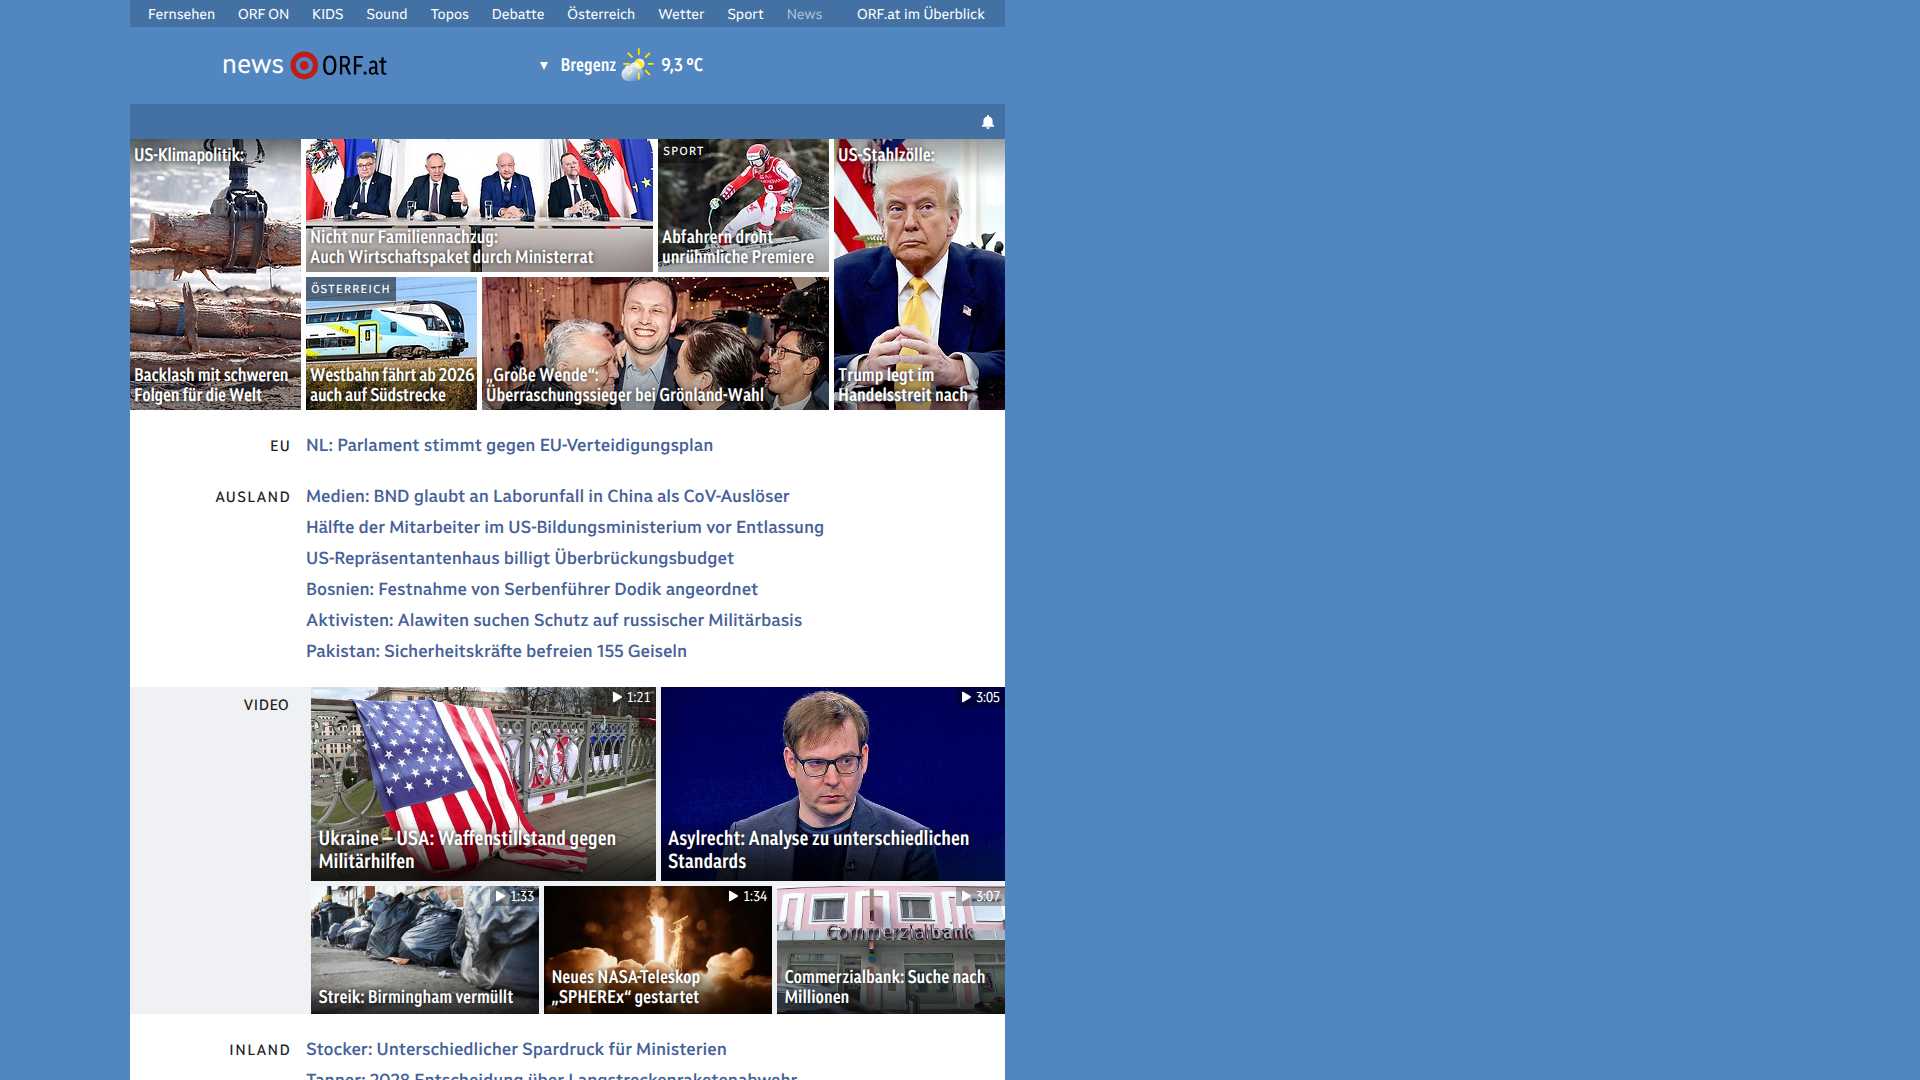 Fernsehen ORF ON KIDS Sound Topos Debatte Österreich Wetter Sport News ORF.at im Überblick
news ORF.at
▼ Bregenz 9,3 °C
US-Klimapolitik:
Backlash mit schweren
Folgen für die Welt
Nicht nur Familiennachzug:
Auch Wirtschaftspaket durch Ministerrat
SPORT
Abfahrern droht
unrühmliche Premiere
US-Stahlzölle:
Trump legt im
Handelsstreit nach
ÖSTERREICH
Westbahn fährt ab 2026
auch auf Südstrecke
„Große Wende“:
Überraschungssieger bei Grönland-Wahl
EU
NL: Parlament stimmt gegen EU-Verteidigungsplan
AUSLAND
Medien: BND glaubt an Laborunfall in China als CoV-Auslöser
Hälfte der Mitarbeiter im US-Bildungsministerium vor Entlassung
US-Repräsentantenhaus billigt Überbrückungsbudget
Bosnien: Festnahme von Serbenführer Dodik angeordnet
Aktivisten: Alawiten suchen Schutz auf russischer Militärbasis
Pakistan: Sicherheitskräfte befreien 155 Geiseln
VIDEO
1:21
Ukraine – USA: Waffenstillstand gegen
Militärhilfen
3:05
Asylrecht: Analyse zu unterschiedlichen
Standards
1:33
Streik: Birmingham vermüllt
1:34
Neues NASA-Teleskop
„SPHEREx“ gestartet
3:07
Commerzialbank
Commerzialbank: Suche nach
Millionen
INLAND
Stocker: Unterschiedlicher Spardruck für Ministerien
Tanner: 2028 Entscheidung über Langstreckenraketenabwehr